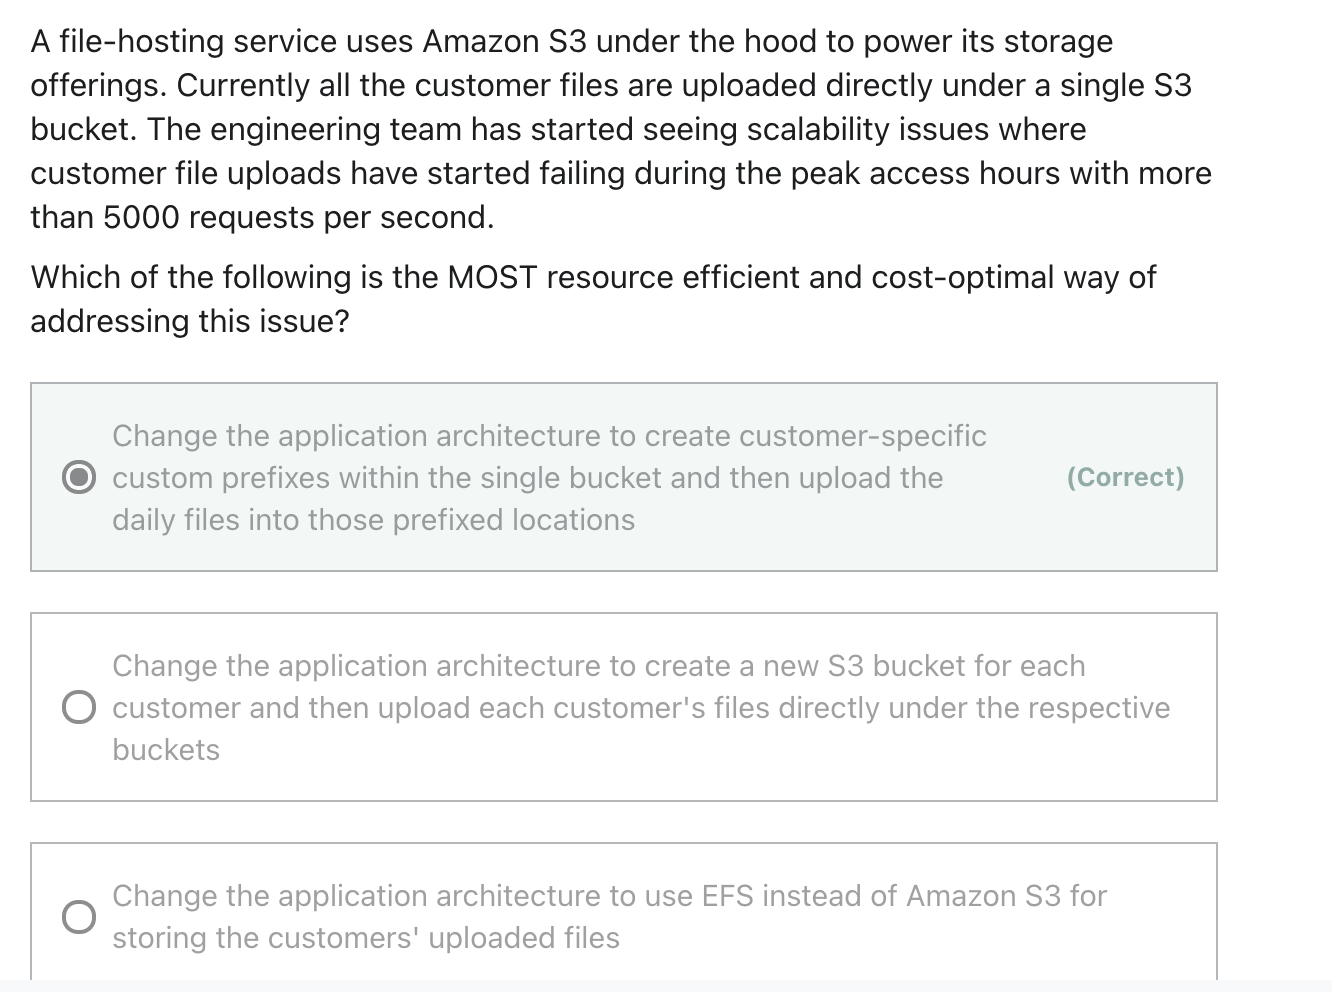 A file-hosting service uses Amazon S3 under the hood to power its storage
offerings. Currently all the customer files are uploaded directly under a single S3
bucket. The engineering team has started seeing scalability issues where
customer file uploads have started failing during the peak access hours with more
than 5000 requests per second.
Which of the following is the MOST resource efficient and cost-optimal way of
addressing this issue?
Change the application architecture to create customer-specific
custom prefixes within the single bucket and then upload the
daily files into those prefixed locations
(Correct)
Change the application architecture to create a new S3 bucket for each
customer and then upload each customer's files directly under the respective
buckets
Change the application architecture to use EFS instead of Amazon S3 for
storing the customers' uploaded files